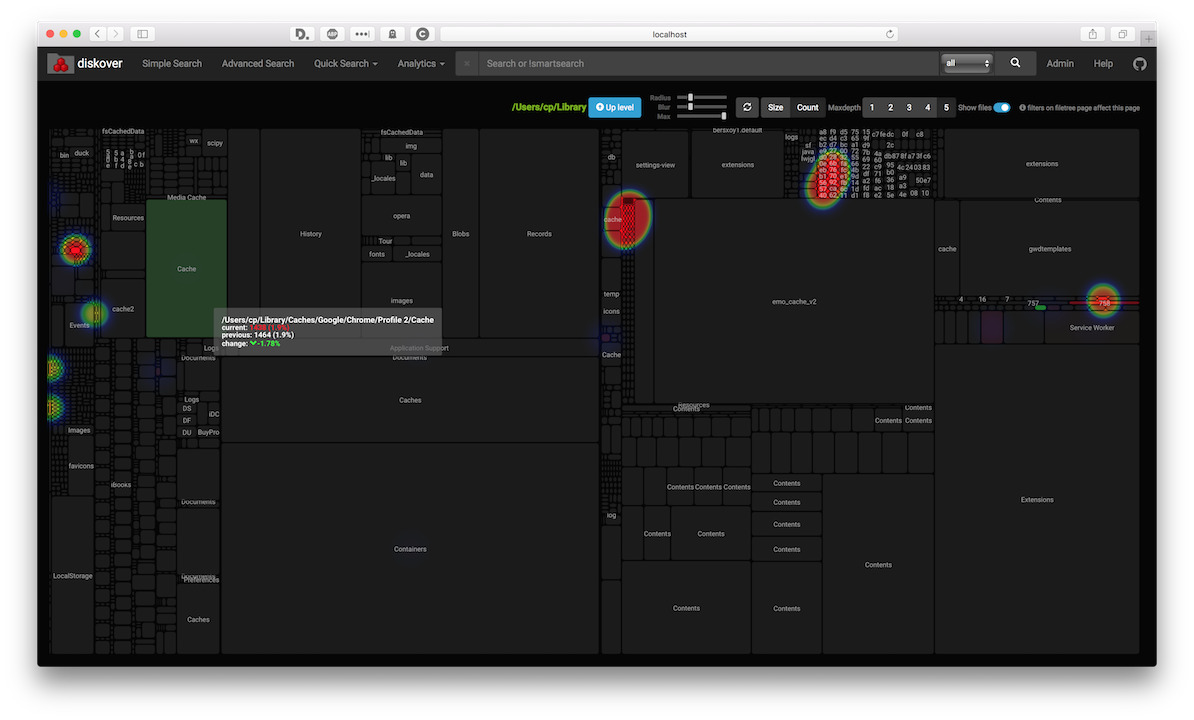 localhost
diskover
Simple Search
Advanced Search
Quick Search
Analytics
Search or !smartsearch
all
Admin
Help
/Users/cp/Library
Up level
Radius
Blur
Max
Size
Count
Maxdepth
1 2 3 4 5
Show files
filters on filetree page affect this page
fsCachedData
bin
duck
wx
scipy
Media Cache
Resources
Cache
cache2
Events
History
fsCachedData
img
lib
lib
_locales
data
opera
Tour
fonts
_locales
images
Blobs
Records
/Users/cp/Library/Caches/Google/Chrome/Profile 2/Cache
current:
previous: 1464 (1.9%)
change: -1.78%
Logs
Application Support
Documents
Documents
Caches
Logs
DS
iDC
DF
DU
BuyPro
Images
favicons
iBooks
Documents
Containers
LocalStorage
Documents
Preferences
Caches
db
settings-view
extensions
logs
sf
java
lwjgl
extensions
cache
Contents
cache
gwdtemplates
temp
icons
emo_cache_v2
4
16
7
757
768
Service Worker
Cache
Resources
Contents
Contents
Contents
Contents
Contents
Contents
Contents
Contents
Contents
log
Extensions
Contents
Contents
Contents
Contents
Contents
Contents
Contents